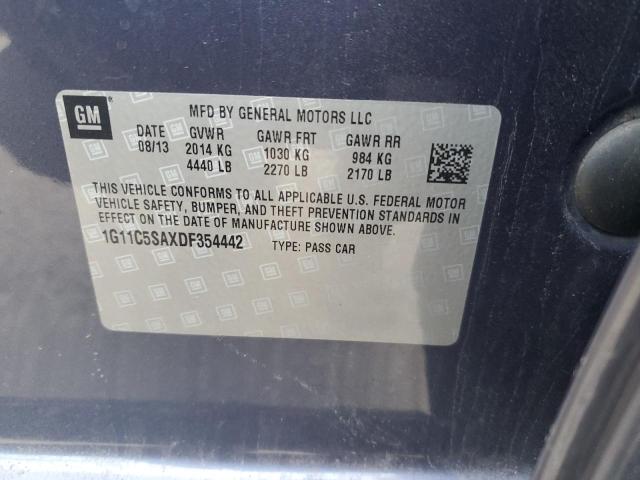 GM
MFD BY GENERAL MOTORS LLC
DATE GVWR GAWR FRT GAWR RR
08/13 2014 KG 1030 KG 984 KG
4440 LB 2270 LB 2170 LB
THIS VEHICLE CONFORMS TO ALL APPLICABLE U.S. FEDERAL MOTOR
VEHICLE SAFETY, BUMPER, AND THEFT PREVENTION STANDARDS IN
EFFECT ON THE DATE OF MANUFACTURE SHOWN ABOVE.
1G11C5SAXDF354442 TYPE: PASS CAR